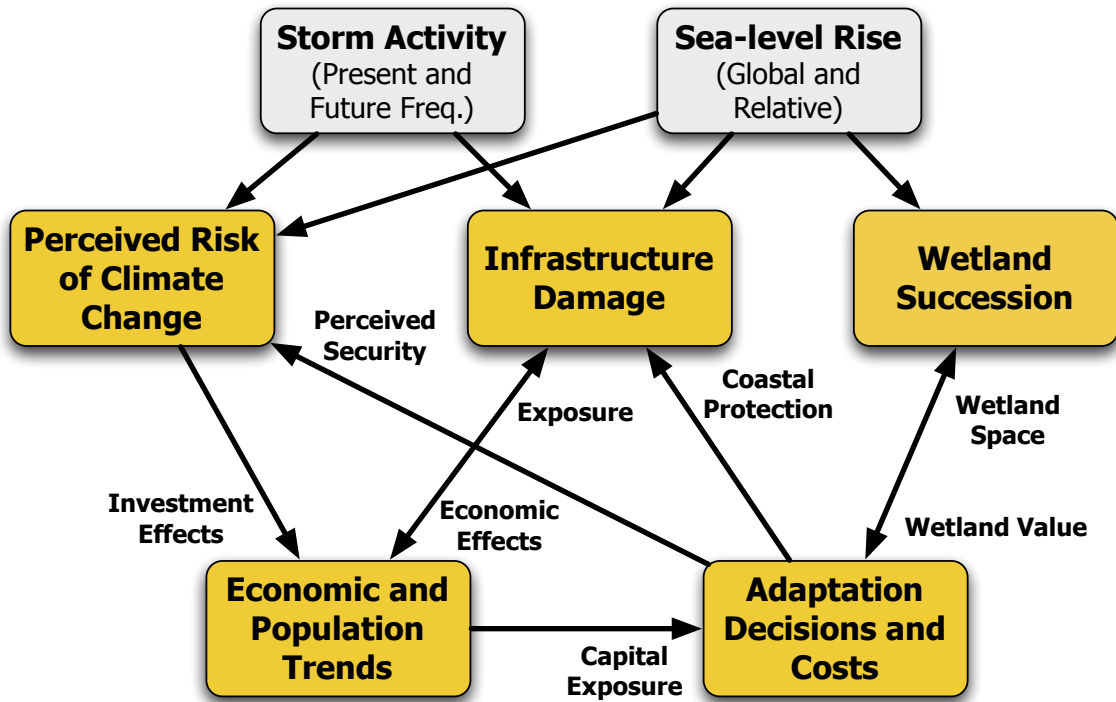 Storm Activity
(Present and
Future Freq.)
Sea-level Rise
(Global and
Relative)
Perceived Risk
of Climate
Change
Infrastructure
Damage
Wetland
Succession
Perceived
Security
Exposure
Coastal
Protection
Wetland
Space
Investment
Effects
Economic
Effects
Wetland Value
Economic and
Population
Trends
Capital
Exposure
Adaptation
Decisions and
Costs